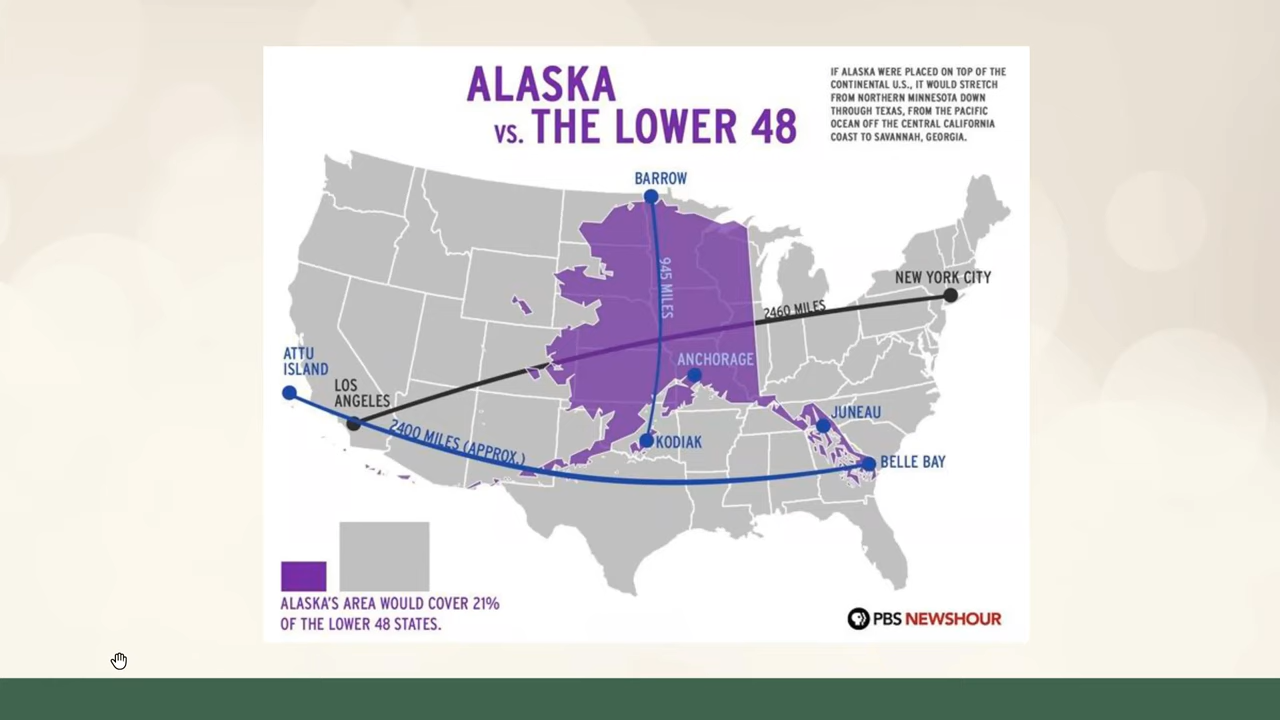 ALASKA
VS. THE LOWER 48
IF ALASKA WERE PLACED ON TOP OF THE
CONTINENTAL U.S., IT WOULD STRETCH
FROM NORTHERN MINNESOTA DOWN
THROUGH TEXAS, FROM THE PACIFIC
OCEAN OFF THE CENTRAL CALIFORNIA
COAST TO SAVANNAH, GEORGIA.
BARROW
945 MILES
NEW YORK CITY
2460 MILES
ATTU
ISLAND
LOS
ANGELES
ANCHORAGE
2400 MILES (APPROX.)
KODIAK
JUNEAU
BELLE BAY
ALASKA'S AREA WOULD COVER 21%
OF THE LOWER 48 STATES.
PBS NEWSHOUR